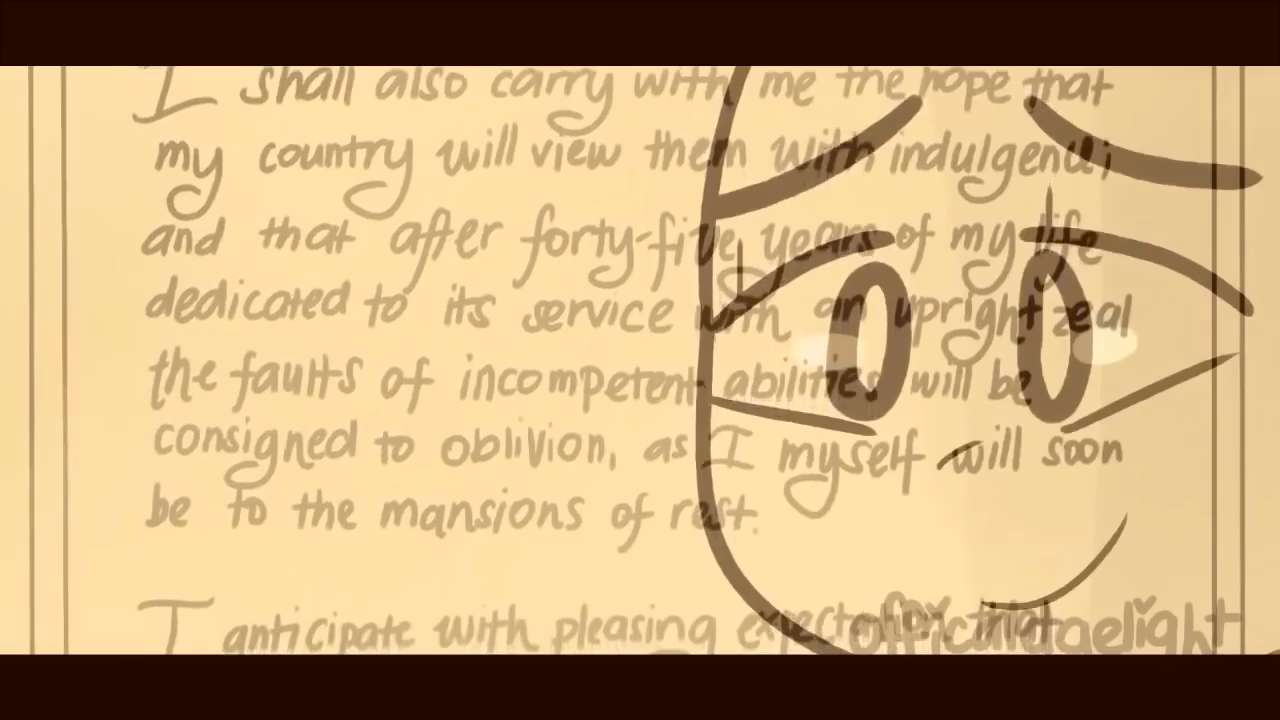 I shall also carry with me the hope that
my country will view them with indulgence;
and that after forty-five years of my life
dedicated to its service with an upright zeal
the faults of incompetent abilities will be
consigned to oblivion, as I myself will soon
be to the mansions of rest.
I anticipate with pleasing